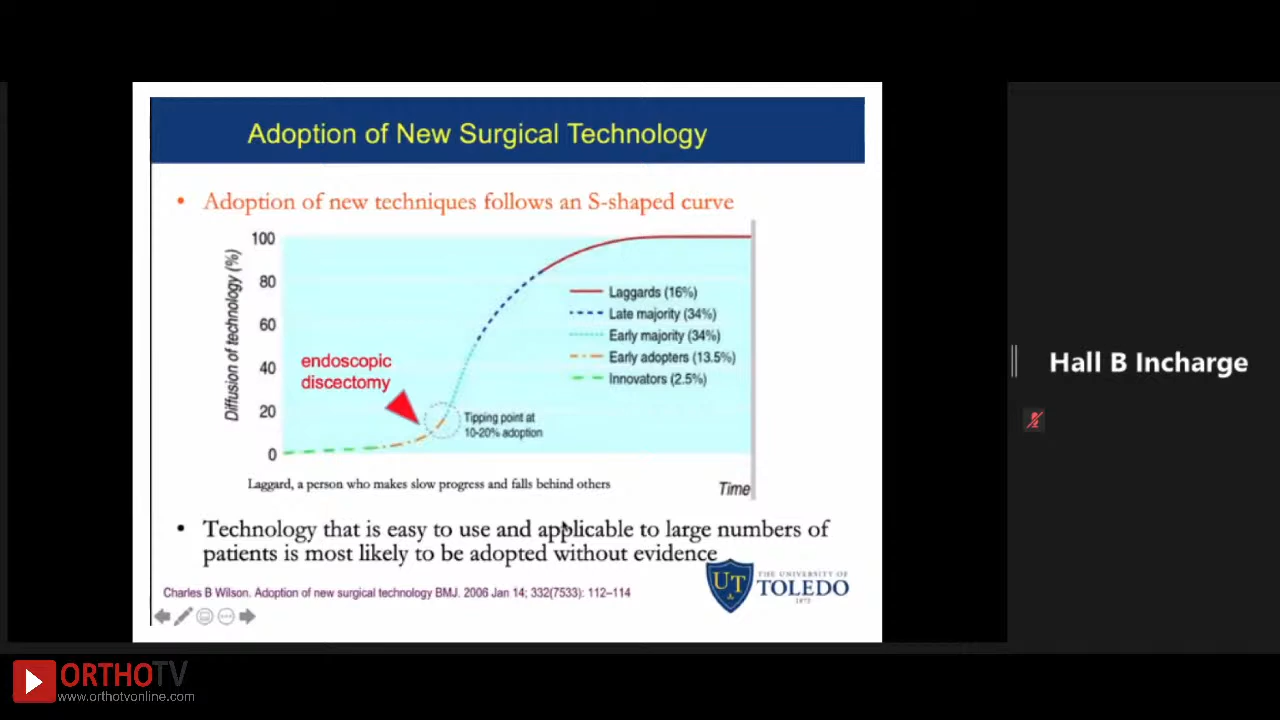 Adoption of New Surgical Technology
• Adoption of new techniques follows an S-shaped curve
Diffusion of technology (%)
100
80
60
40
20
0
Laggards (16%)
Late majority (34%)
Early majority (34%)
Early adopters (13.5%)
Innovators (2.5%)
endoscopic
discectomy
Tipping point at
10-20% adoption
Time
Laggard, a person who makes slow progress and falls behind others
• Technology that is easy to use and applicable to large numbers of
patients is most likely to be adopted without evidence
Charles B Wilson. Adoption of new surgical technology BMJ. 2006 Jan 14; 332(7533): 112–114
UT
THE UNIVERSITY OF
TOLEDO
1872
Hall B Incharge
ORTHOTV
www.orthotvonline.com